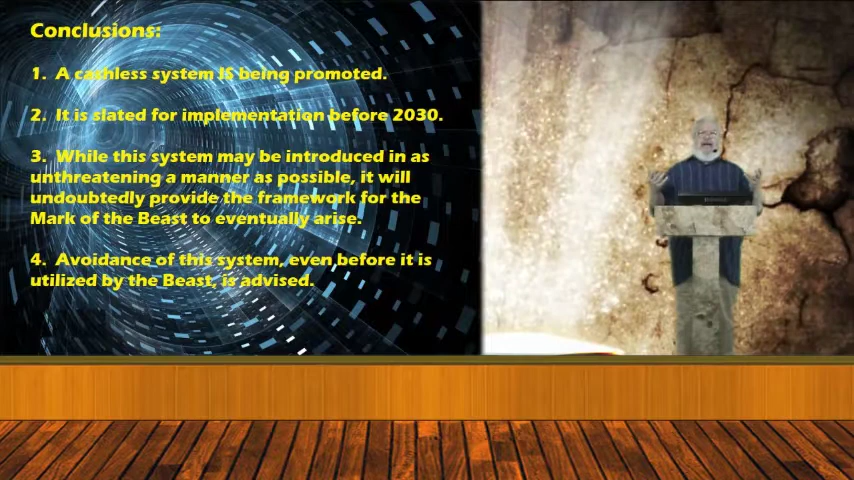 Conclusions:
1. A cashless system IS being promoted.
2. It is slated for implementation before 2030.
3. While this system may be introduced in as
unthreatening a manner as possible, it will
undoubtedly provide the framework for the
Mark of the Beast to eventually arise.
4. Avoidance of this system, even before it is
utilized by the Beast, is advised.